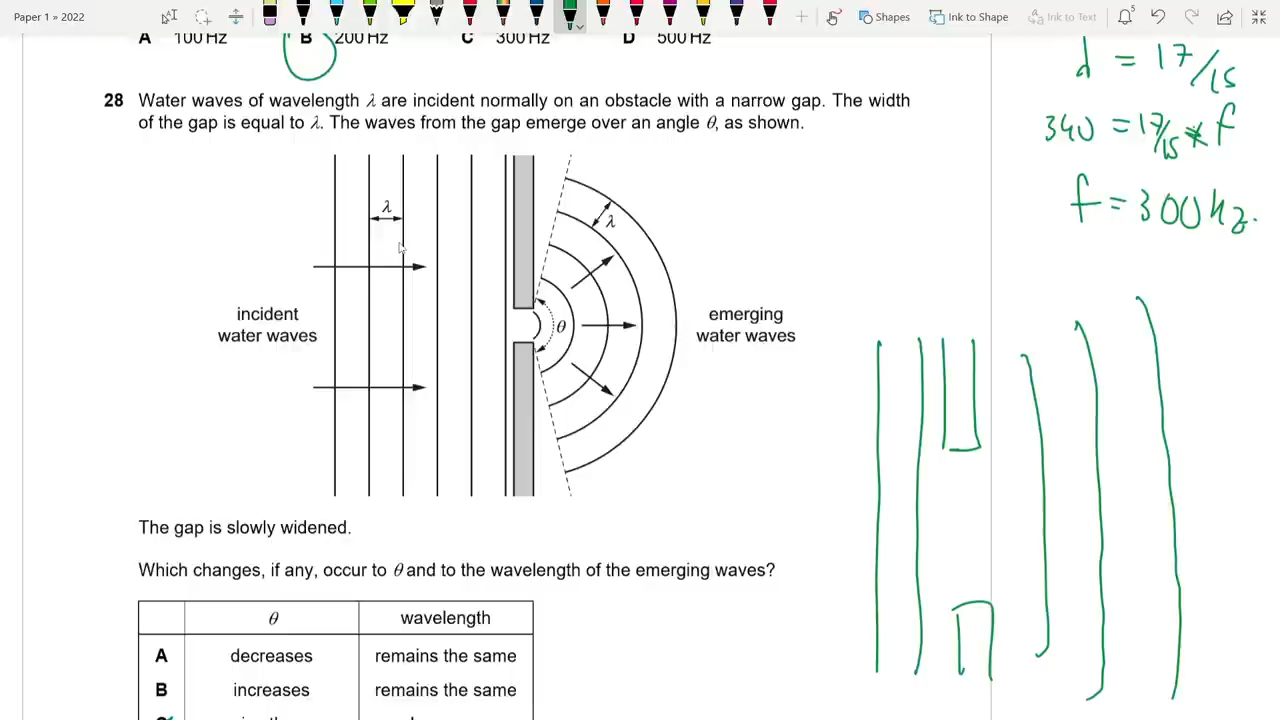 Paper 1 » 2022
Shapes
Ink to Shape
Ink to Text
5
A 100 Hz B 200 Hz C 300 Hz D 500 Hz
d = 17/15
340 = 17/15 * f
f = 300hz.
28 Water waves of wavelength λ are incident normally on an obstacle with a narrow gap. The width
of the gap is equal to λ. The waves from the gap emerge over an angle θ, as shown.
λ
λ
incident
water waves
θ
emerging
water waves
The gap is slowly widened.
Which changes, if any, occur to θ and to the wavelength of the emerging waves?
θ wavelength
A decreases remains the same
B increases remains the same